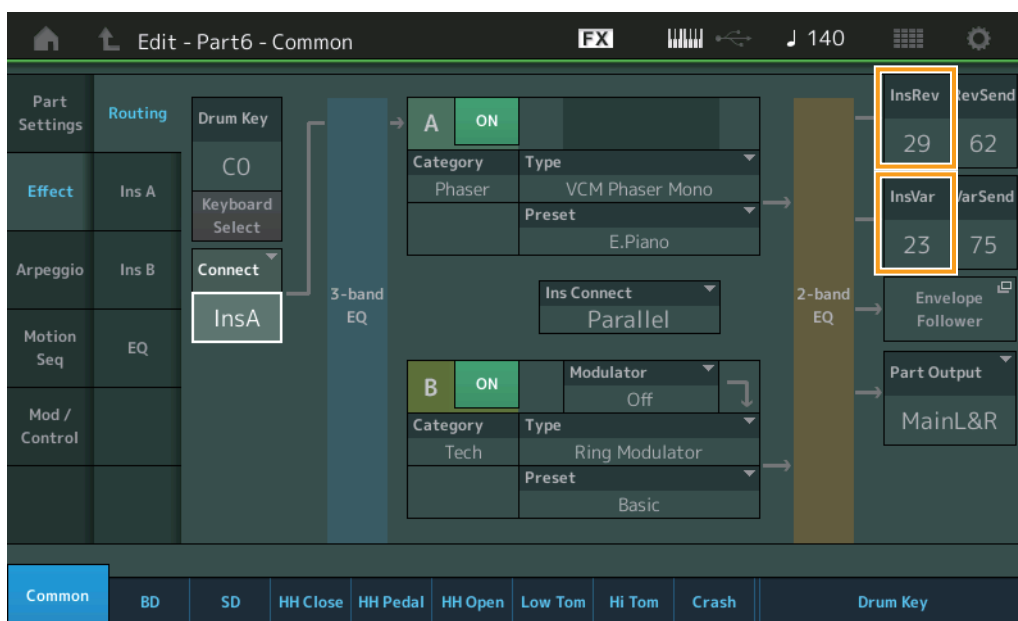 Edit - Part6 - Common
FX
140
Part
Settings
Effect
Arpeggio
Motion
Seq
Mod /
Control
Routing
Ins A
Ins B
EQ
Drum Key
C0
Keyboard
Select
Connect
InsA
3-band
EQ
A ON
Category Type
Phaser VCM Phaser Mono
Preset
E.Piano
Ins Connect
Parallel
B ON
Modulator
Off
Category Type
Tech Ring Modulator
Preset
Basic
2-band
EQ
InsRev RevSend
29 62
InsVar VarSend
23 75
Envelope
Follower
Part Output
MainL&R
Common BD SD HH Close HH Pedal HH Open Low Tom Hi Tom Crash Drum Key